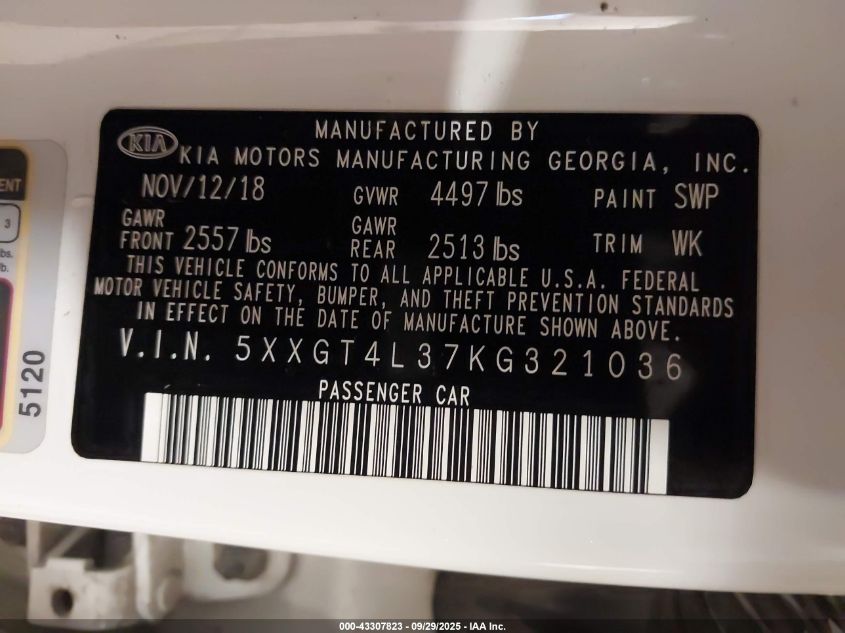 MANUFACTURED BY
KIA KIA MOTORS MANUFACTURING GEORGIA, INC.
NOV/12/18 GVWR 4497 lbs PAINT SWP
GAWR FRONT 2557 lbs GAWR REAR 2513 lbs TRIM WK
THIS VEHICLE CONFORMS TO ALL APPLICABLE U.S.A. FEDERAL
MOTOR VEHICLE SAFETY, BUMPER, AND THEFT PREVENTION STANDARDS
IN EFFECT ON THE DATE OF MANUFACTURE SHOWN ABOVE.
V.I.N. 5XXGT4L37KG321036
PASSENGER CAR
3
5120
000-43307823 - 09/29/2025 - IAA Inc.